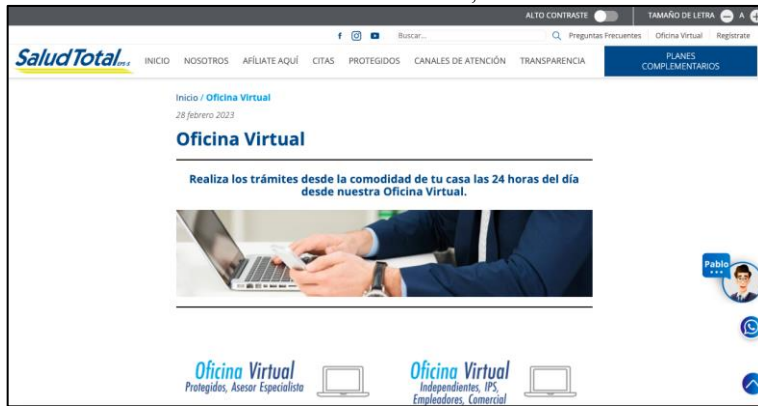 ALTO CONTRASTE TAMAÑO DE LETRA A
Buscar... Preguntas Frecuentes Oficina Virtual Regístrate
SaludTotal EPS-S INICIO NOSOTROS AFÍLIATE AQUÍ CITAS PROTEGIDOS CANALES DE ATENCIÓN TRANSPARENCIA PLANES
COMPLEMENTARIOS
Inicio / Oficina Virtual
28 febrero 2023
Oficina Virtual
Realiza los trámites desde la comodidad de tu casa las 24 horas del día
desde nuestra Oficina Virtual.
Pablo
Oficina Virtual
Protegidos, Asesor Especialista
Oficina Virtual
Independientes, IPS,
Empleadores, Comercial